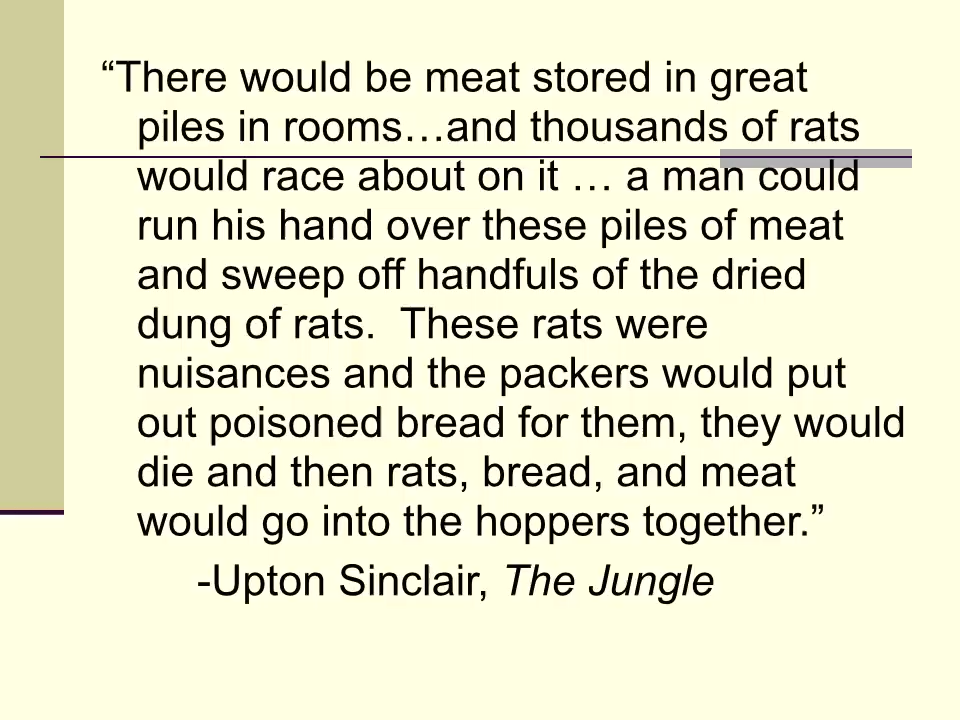 “There would be meat stored in great
piles in rooms…and thousands of rats
would race about on it … a man could
run his hand over these piles of meat
and sweep off handfuls of the dried
dung of rats.  These rats were
nuisances and the packers would put
out poisoned bread for them, they would
die and then rats, bread, and meat
would go into the hoppers together.”
-Upton Sinclair, The Jungle